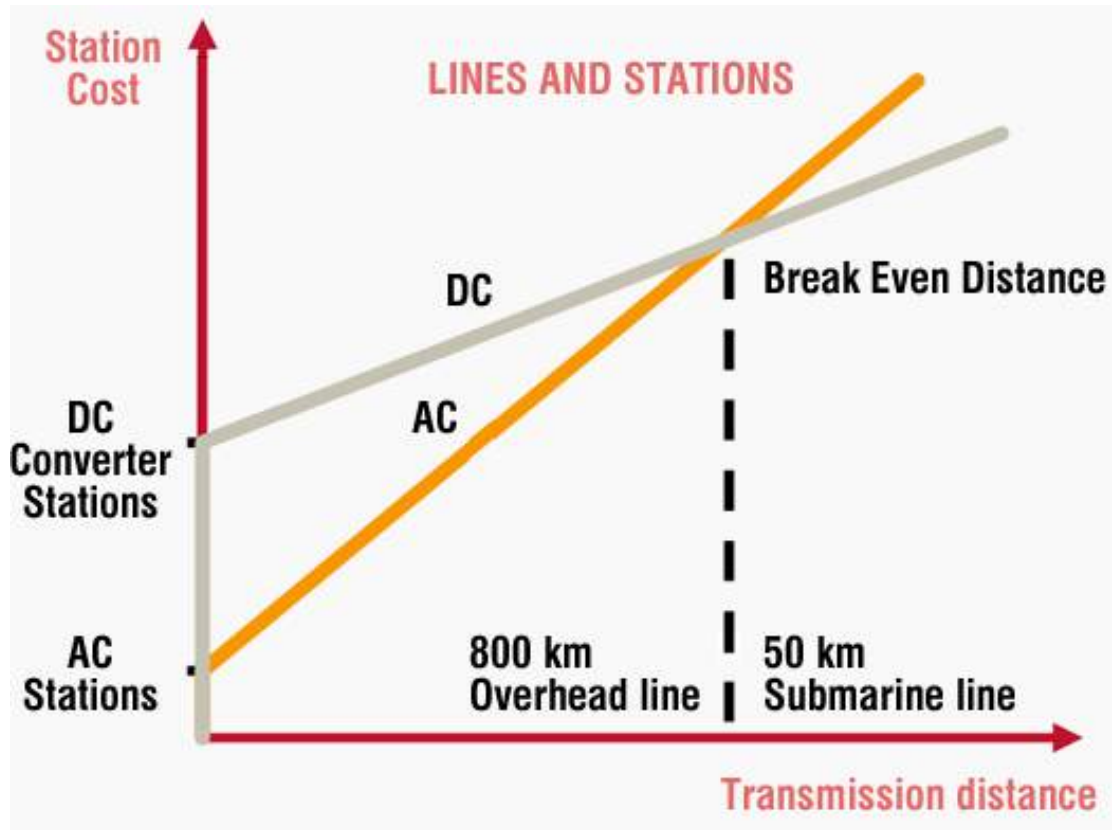 Station
Cost
LINES AND STATIONS
DC
Break Even Distance
AC
DC
Converter
Stations
AC
Stations
800 km
Overhead line
50 km
Submarine line
Transmission distance